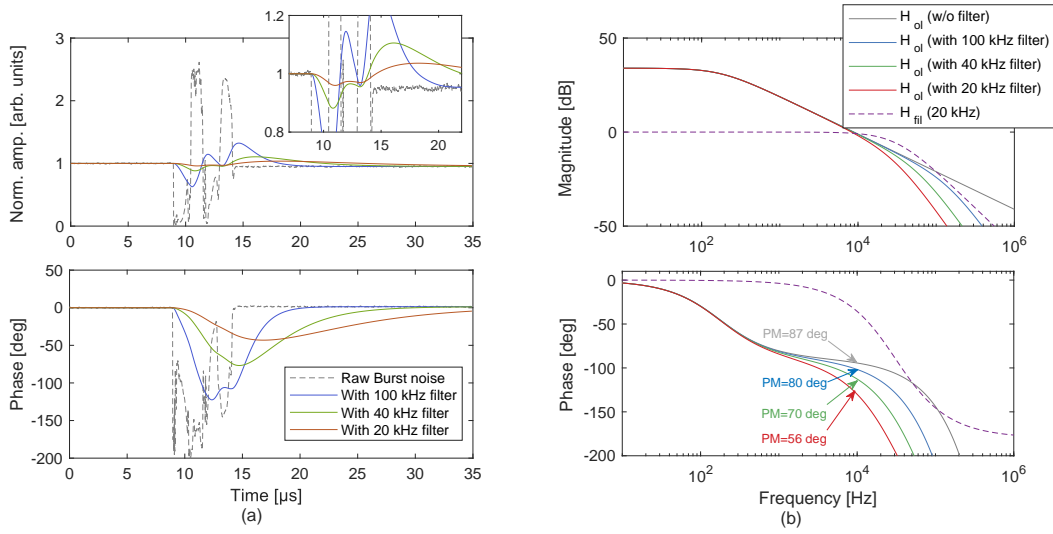 3
2
1
0
Norm. amp. [arb. units]
0 5 10 15 20 25 30 35
1.2
1
0.8
10 15 20
50
0
-50
-100
-150
-200
Phase [deg]
Raw Burst noise
With 100 kHz filter
With 40 kHz filter
With 20 kHz filter
0 5 10 15 20 25 30 35
Time [μs]
(a)
50
0
-50
Magnitude [dB]
H ol (w/o filter)
H ol (with 100 kHz filter)
H ol (with 40 kHz filter)
H ol (with 20 kHz filter)
H fil (20 kHz)
10^2 10^4 10^6
0
-50
-100
-150
-200
Phase [deg]
PM=87 deg
PM=80 deg
PM=70 deg
PM=56 deg
10^2 10^4 10^6
Frequency [Hz]
(b)